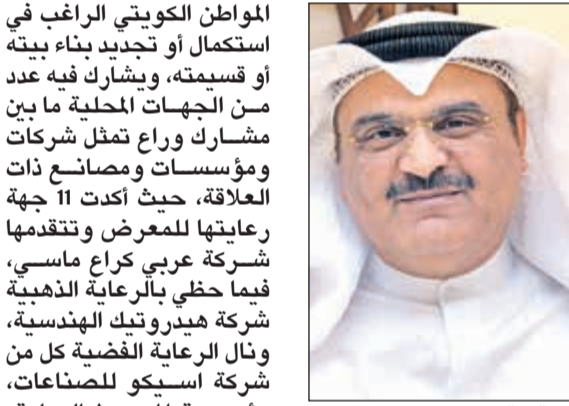 المواطن الكويتي الراغب في
استكمال أو تجديد بناء بيته
أو قسيمته، ويشارك فيه عدد
من الجهات المحلية ما بين
مشارك وراع تمثل شركات
ومؤسسات ومصانع ذات
العلاقة، حيث أكدت 11 جهة
رعايتها للمعرض وتتقدمها
شركة عربي كراع ماسي،
فيما حظي بالرعاية الذهبية
شركة هيدروتيك الهندسية،
ونال الرعاية الفضية كل من
شركة اسيكو للصناعات،